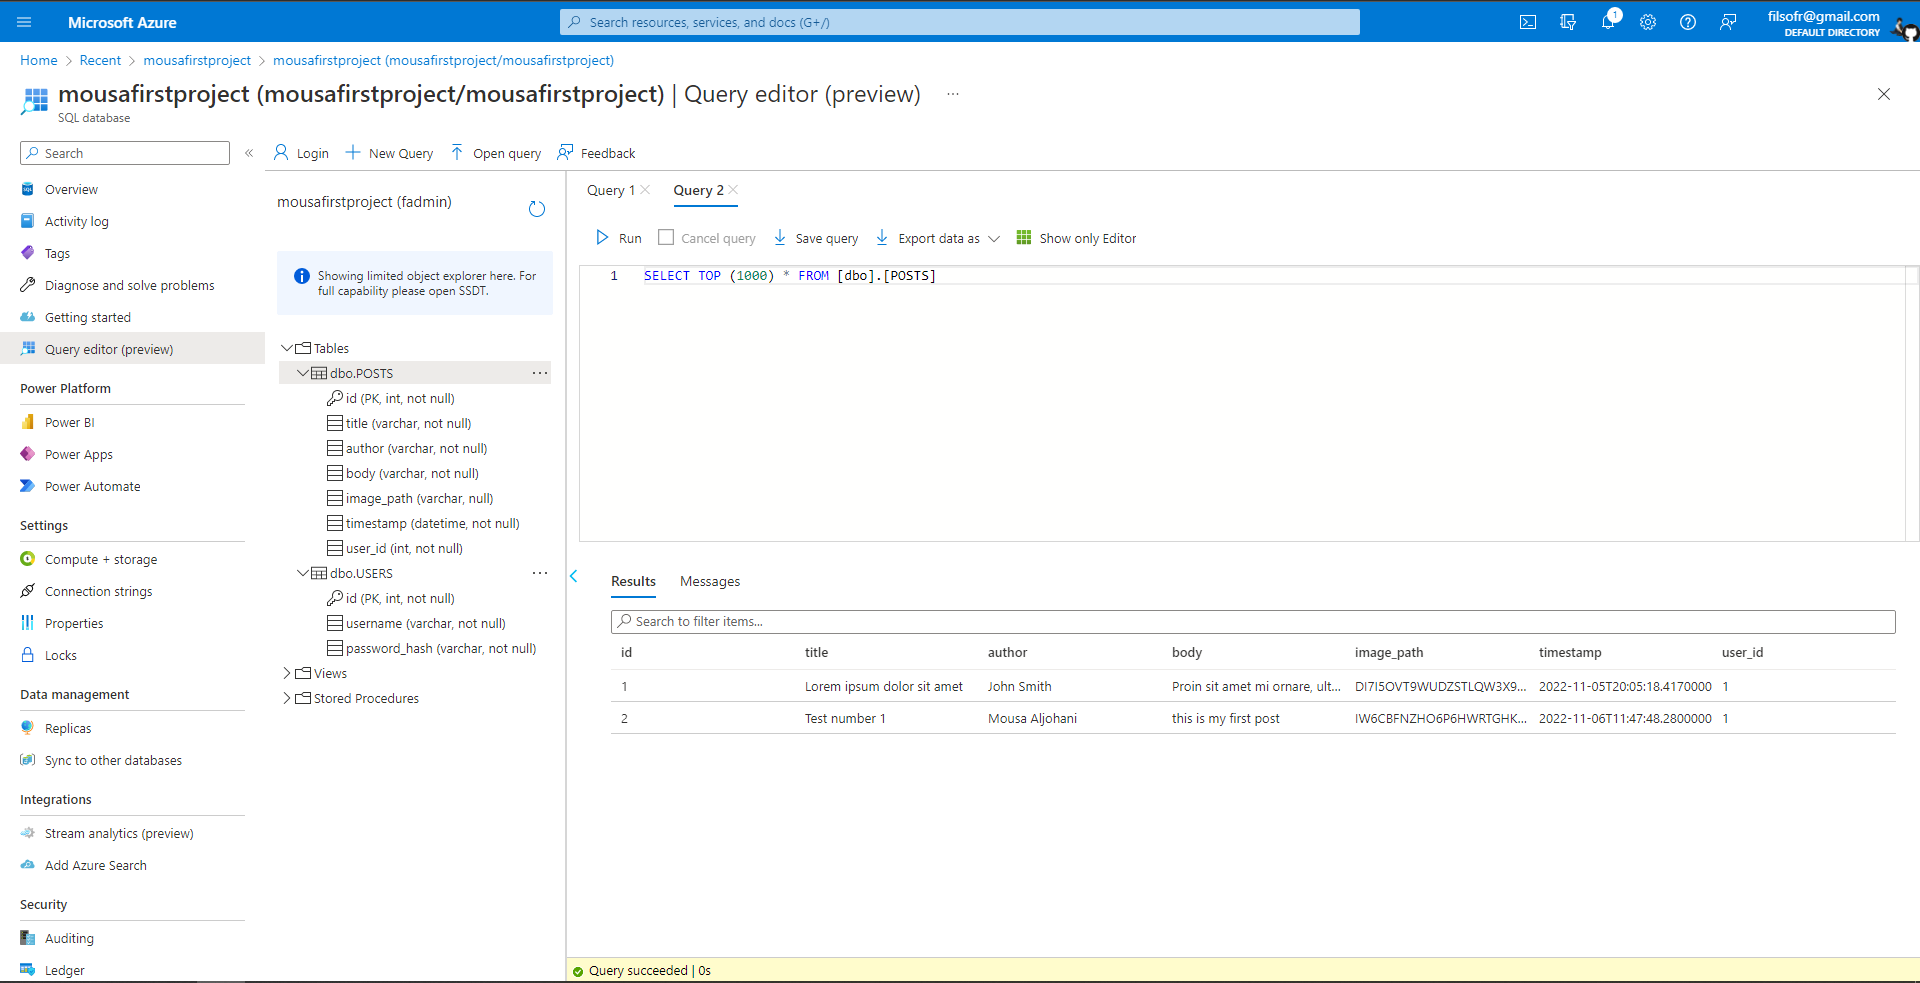 Microsoft Azure
Search resources, services, and docs (G+/)
1
filsofr@gmail.com
DEFAULT DIRECTORY
Home > Recent > mousafirstproject > mousafirstproject (mousafirstproject/mousafirstproject)
mousafirstproject (mousafirstproject/mousafirstproject) | Query editor (preview) ...
SQL database
Search
«
Overview
Activity log
Tags
Diagnose and solve problems
Getting started
Query editor (preview)
Power Platform
Power BI
Power Apps
Power Automate
Settings
Compute + storage
Connection strings
Properties
Locks
Data management
Replicas
Sync to other databases
Integrations
Stream analytics (preview)
Add Azure Search
Security
Auditing
Ledger
Login
New Query
Open query
Feedback
mousafirstproject (fadmin)
Showing limited object explorer here. For
full capability please open SSDT.
Tables
dbo.POSTS ...
id (PK, int, not null)
title (varchar, not null)
author (varchar, not null)
body (varchar, not null)
image_path (varchar, null)
timestamp (datetime, not null)
user_id (int, not null)
dbo.USERS ...
id (PK, int, not null)
username (varchar, not null)
password_hash (varchar, not null)
Views
Stored Procedures
Query 1
Query 2
Run
Cancel query
Save query
Export data as
Show only Editor
1 SELECT TOP (1000) * FROM [dbo].[POSTS]
Results
Messages
Search to filter items...
id title author body image_path timestamp user_id
1 Lorem ipsum dolor sit amet John Smith Proin sit amet mi ornare, ult... DI7I5OVT9WUDZSTLQW3X9... 2022-11-05T20:05:18.4170000 1
2 Test number 1 Mousa Aljohani this is my first post IW6CBFNZHO6P6HWRTGHK... 2022-11-06T11:47:48.2800000 1
Query succeeded | 0s